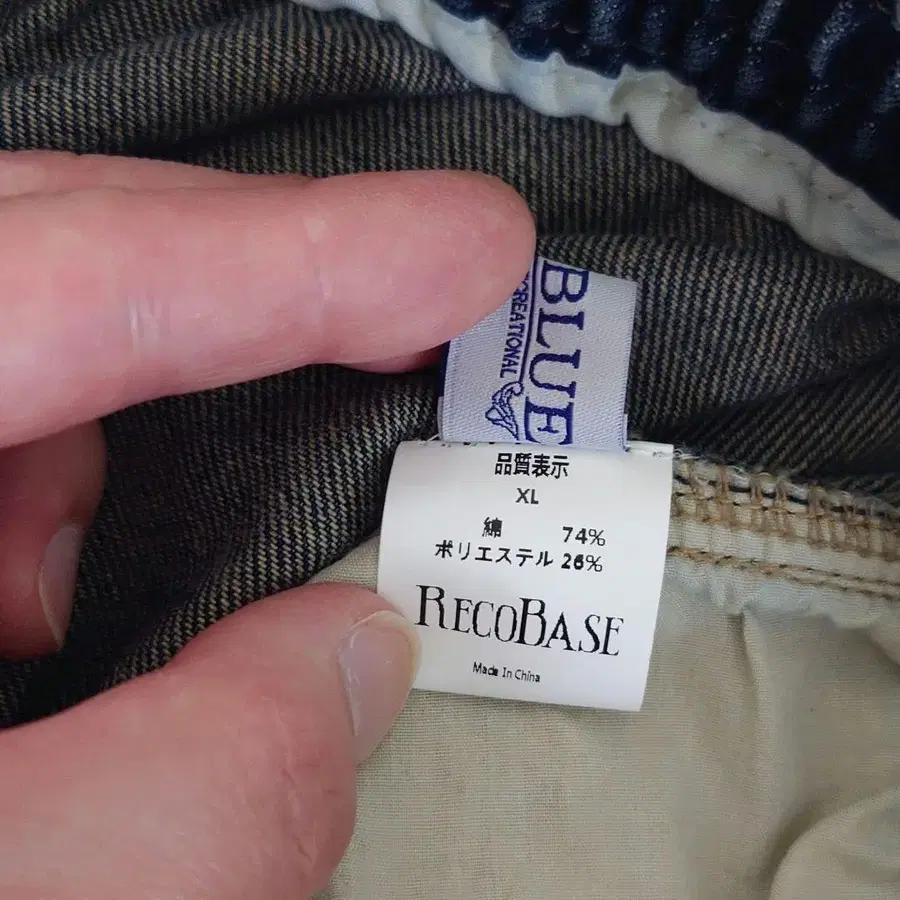 BLUE
CREATIONAL
品質表示
XL
綿 74%
ポリエステル 26%
RECOBASE
Made In China